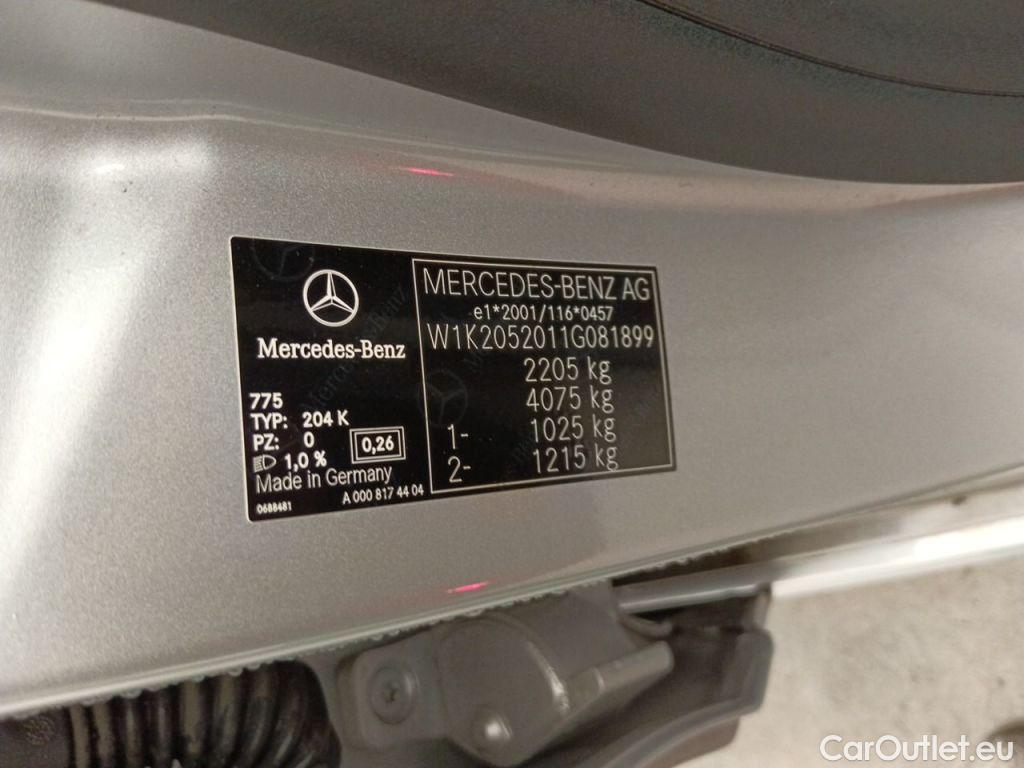 Mercedes-Benz
775
TYP: 204 K
PZ: 0
1,0 %
0,26
Made in Germany
0688481
A 000 817 44 04
MERCEDES-BENZ AG
e1*2001/116*0457
W1K2052011G081899
2205 kg
4075 kg
1- 1025 kg
2- 1215 kg
CarOutlet.eu